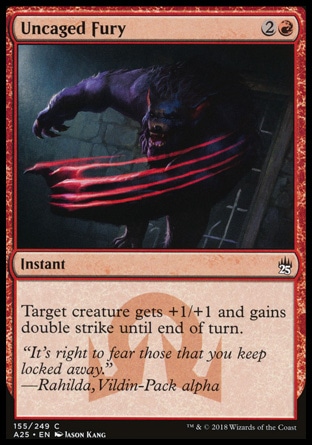 Uncaged Fury 2
Instant 25
Target creature gets +1/+1 and gains
double strike until end of turn.
“It’s right to fear those that you keep
locked away.”
—Rahilda, Vildin-Pack alpha
155/249 C
A25 • EN Jason Kang ™ & © 2018 Wizards of the Coast